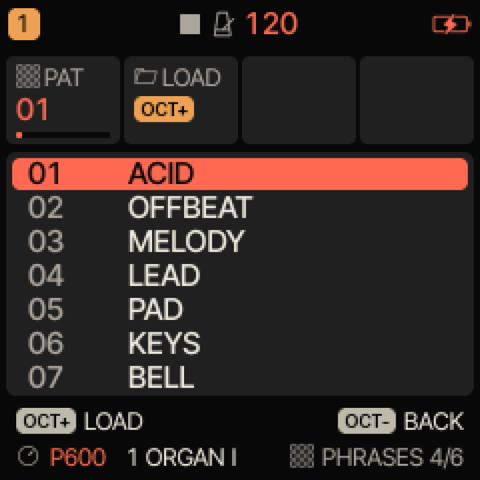 1 120
PAT LOAD
01 OCT+
01 ACID
02 OFFBEAT
03 MELODY
04 LEAD
05 PAD
06 KEYS
07 BELL
OCT+ LOAD OCT- BACK
P600 1 ORGAN I PHRASES 4/6